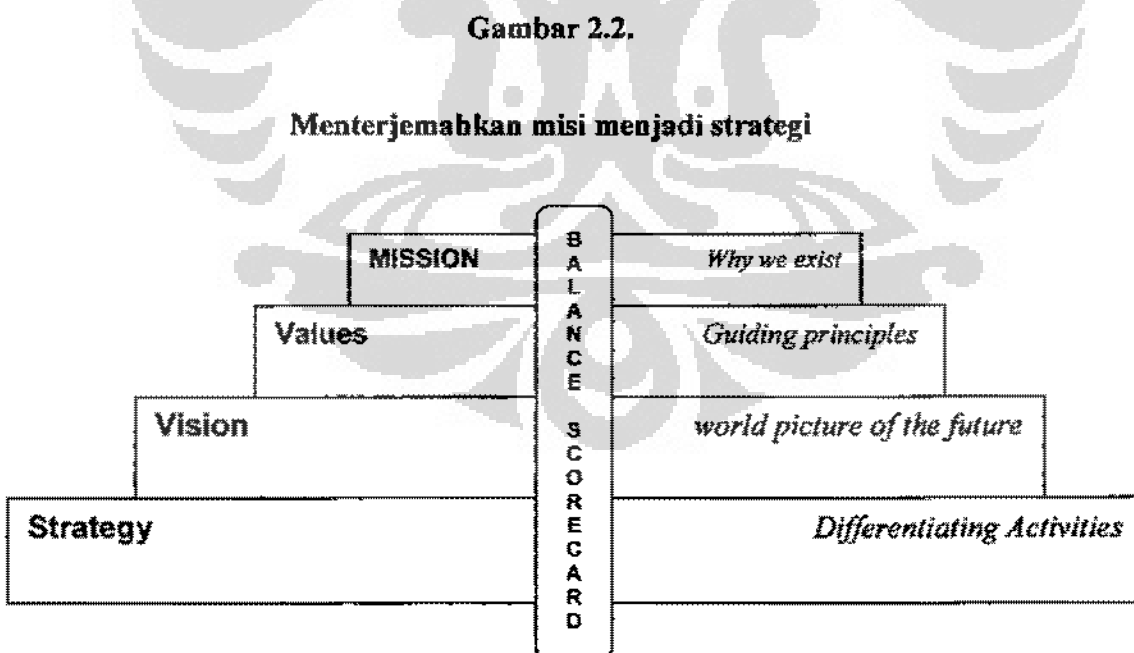 Gambar 2.2.
Menterjemahkan misi menjadi strategi
MISSION
Why we exist
Values
Guiding principles
Vision
world picture of the future
Strategy
Differentiating Activities
BALANCE SCORECARD